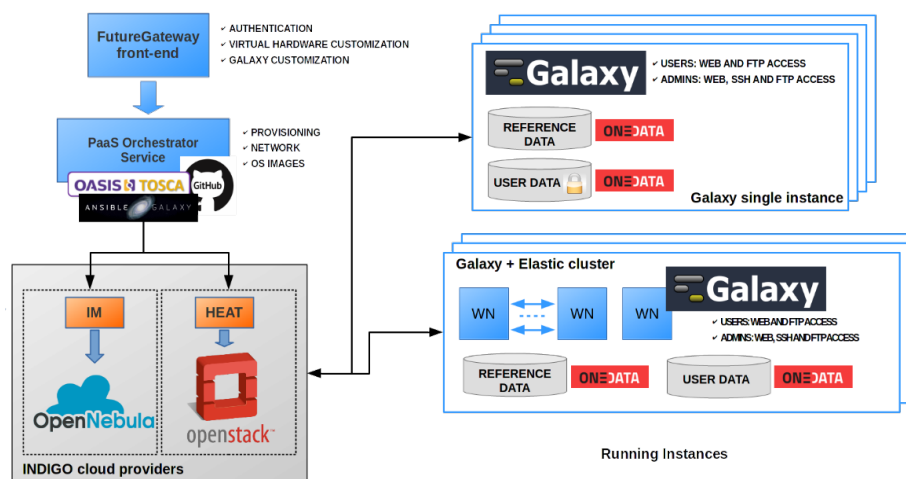 FutureGateway
front-end
✓ AUTHENTICATION
✓ VIRTUAL HARDWARE CUSTOMIZATION
✓ GALAXY CUSTOMIZATION
PaaS Orchestrator
Service
✓ PROVISIONING
✓ NETWORK
✓ OS IMAGES
OASIS TOSCA
GitHub
ANSIBLE GALAXY
IM
HEAT
OpenNebula
openstack™
INDIGO cloud providers
Galaxy
✓ USERS: WEB AND FTP ACCESS
✓ ADMINS: WEB, SSH AND FTP ACCESS
REFERENCE
DATA
ONEDATA
USER DATA
ONEDATA
Galaxy single instance
Galaxy + Elastic cluster
WN
WN
WN
Galaxy
✓ USERS: WEB AND FTP ACCESS
✓ ADMINS: WEB, SSH AND FTP ACCESS
REFERENCE
DATA
ONEDATA
USER DATA
ONEDATA
Running Instances